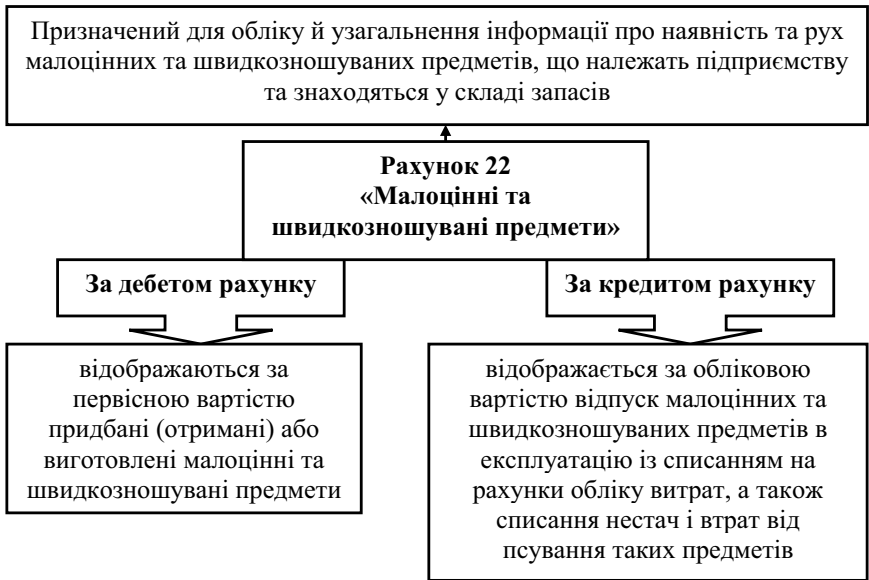 Призначений для обліку й узагальнення інформації про наявність та рух
малоцінних та швидкозношуваних предметів, що належать підприємству
та знаходяться у складі запасів
Рахунок 22
«Малоцінні та
швидкозношувані предмети»
За дебетом рахунку
За кредитом рахунку
відображаються за
первісною вартістю
придбані (отримані) або
виготовлені малоцінні та
швидкозношувані предмети
відображається за обліковою
вартістю відпуск малоцінних та
швидкозношуваних предметів в
експлуатацію із списанням на
рахунки обліку витрат, а також
списання нестач і втрат від
псування таких предметів